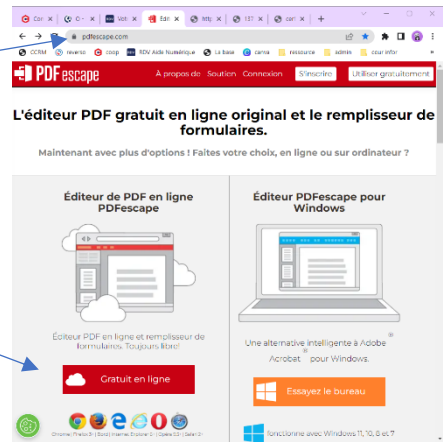 pdfescape.com
CCRM reverso coop RDV Aide Numérique La base canva ressource admin cour infor
PDFescape
À propos de Soutien Connexion S'inscrire Utiliser gratuitement
L'éditeur PDF gratuit en ligne original et le remplisseur de
formulaires.
Maintenant avec plus d'options ! Faites votre choix, en ligne ou sur ordinateur ?
Éditeur de PDF en ligne
PDFescape
Éditeur PDF en ligne et remplisseur de
formulaires. Toujours libre!
Gratuit en ligne
Éditeur PDFescape pour
Windows
Une alternative intelligente à Adobe ®
Acrobat ® pour Windows.
Essayez le bureau
fonctionne avec Windows 11, 10, 8 et 7